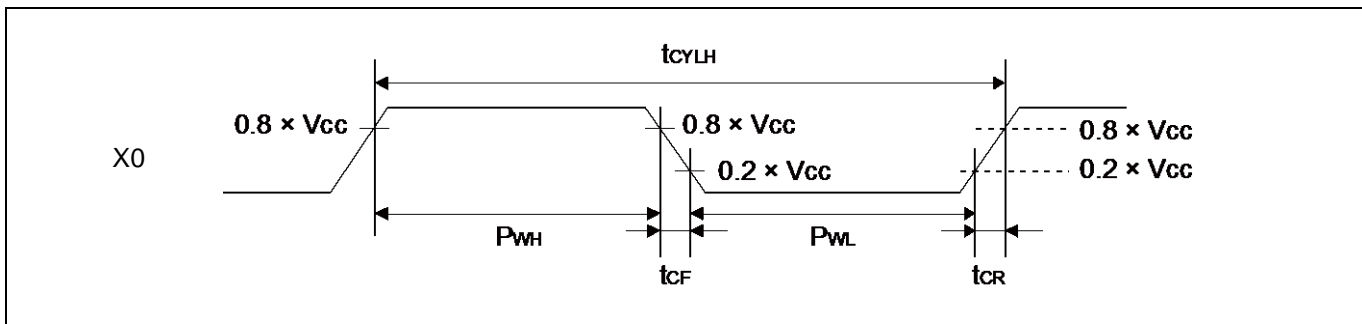 tCYLH
0.8 × VCC
0.8 × VCC
0.8 × VCC
X0
0.2 × VCC
0.2 × VCC
PWH
PWL
tCF
tCR